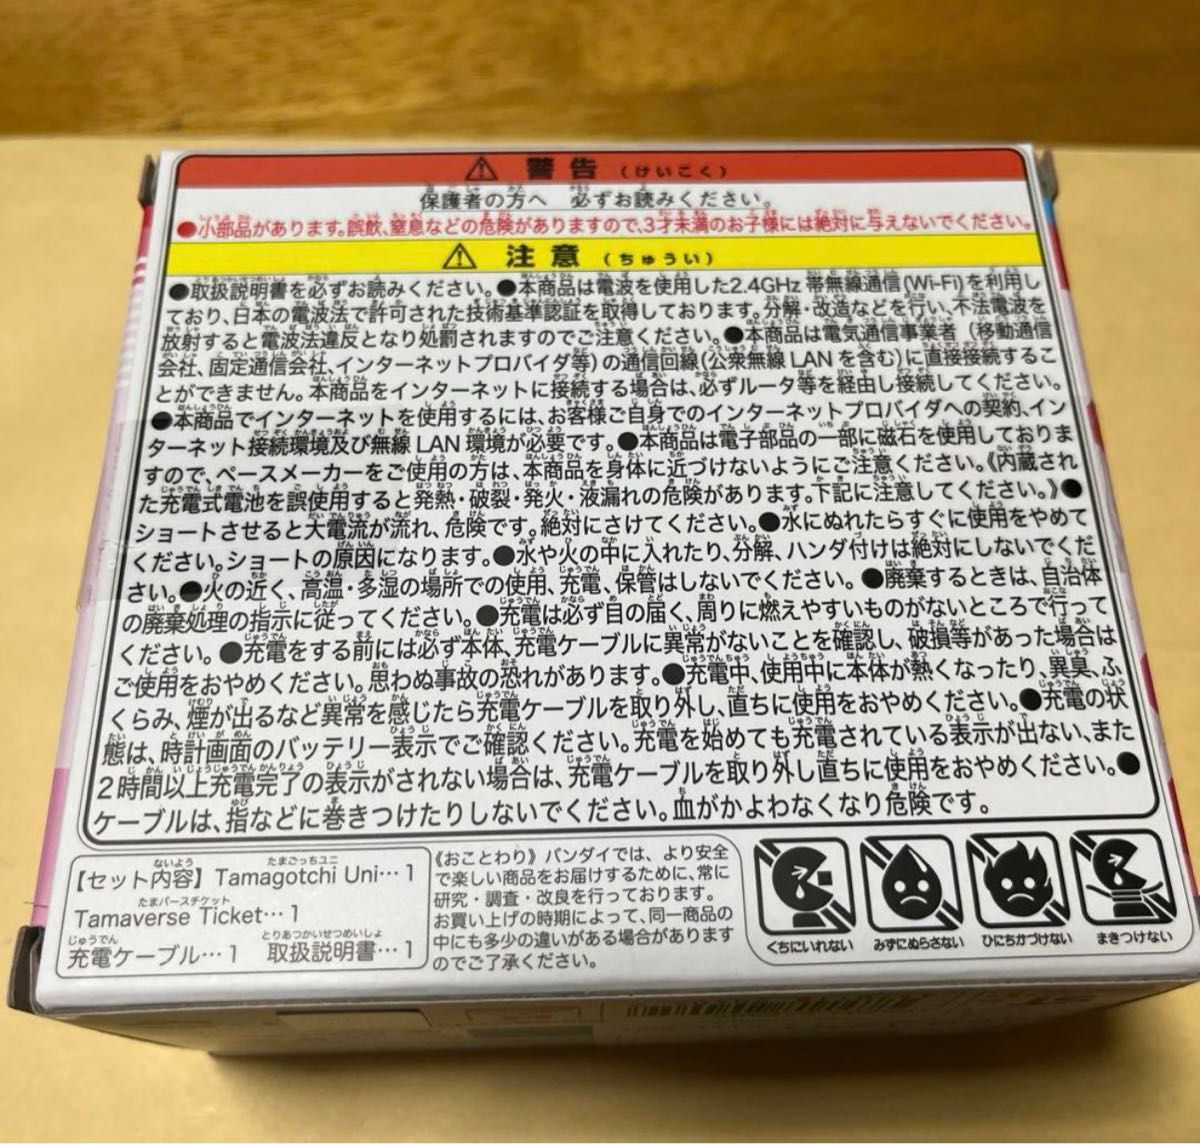 ⚠ 警告（けいこく）
保護者の方へ 必ずお読みください。
●小部品があります。誤飲、窒息などの危険がありますので、3才未満のお子様には絶対に与えないでください。
⚠ 注意（ちゅうい）
●取扱説明書を必ずお読みください。●本商品は電波を使用した2.4GHz 帯無線通信(Wi-Fi)を利用し
ており、日本の電波法で許可された技術基準認証を取得しております。分解・改造などを行い、不法電波を
放射すると電波法違反となり処罰されますのでご注意ください。●本商品は電気通信事業者（移動通信
会社、固定通信会社、インターネットプロバイダ等）の通信回線（公衆無線 LAN を含む）に直接接続するこ
とができません。本商品をインターネットに接続する場合は、必ずルータ等を経由し接続してください。
●本商品でインターネットを使用するには、お客様ご自身でのインターネットプロバイダへの契約、イン
ターネット接続環境及び無線 LAN 環境が必要です。●本商品は電子部品の一部に磁石を使用しておりま
すので、ペースメーカーをご使用の方は、本商品を身体に近づけないようにご注意ください。《内蔵され
た充電式電池を誤使用すると発熱・破裂・発火・液漏れの危険があります。下記に注意してください。》●
ショートさせると大電流が流れ、危険です。絶対にさけてください。●水にぬれたらすぐに使用をやめて
ください。ショートの原因になります。●水や火の中に入れたり、分解、ハンダ付けは絶対にしないでくだ
さい。●火の近く、高温・多湿の場所での使用、充電、保管はしないでください。●廃棄するときは、自治体
の廃棄処理の指示に従ってください。●充電は必ず目の届く、周りに燃えやすいものがないところで行って
ください。●充電をする前には必ず本体、充電ケーブルに異常がないことを確認し、破損等があった場合は
ご使用をおやめください。思わぬ事故の恐れがあります。●充電中、使用中に本体が熱くなったり、異臭、ふ
くらみ、煙が出るなど異常を感じたら充電ケーブルを取り外し、直ちに使用をおやめください。●充電の状
態は、時計画面のバッテリー表示でご確認ください。充電を始めても充電されている表示が出ない、また
2時間以上充電完了の表示がされない場合は、充電ケーブルを取り外し直ちに使用をおやめください。●
ケーブルは、指などに巻きつけたりしないでください。血がかよわなくなり危険です。
【セット内容】Tamagotchi Uni…1
Tamaverse Ticket…1
充電ケーブル…1 取扱説明書…1
《おことわり》バンダイでは、より安全
で楽しい商品をお届けするために、常に
研究・調査・改良を行っております。
お買い上げの時期によって、同一商品の
中にも多少の違いがある場合があります
のでご了承ください。
くちにいれない
みずにぬらさない
ひにちかづけない
まきつけない